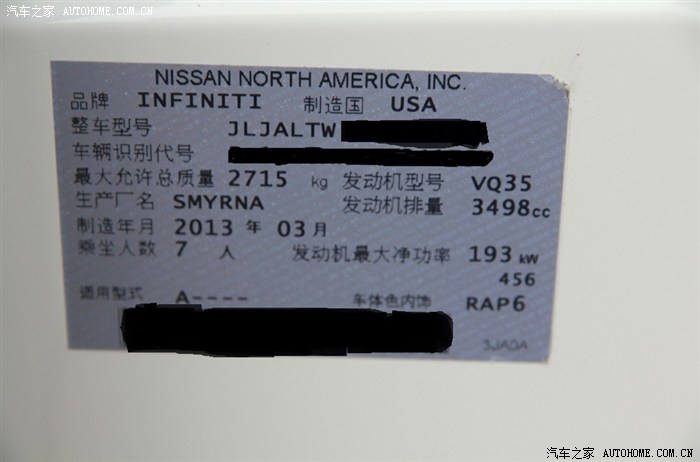 汽车之家 AUTOHOME.COM.CN
NISSAN NORTH AMERICA, INC.
品牌 INFINITI 制造国 USA
整车型号 JLJALTW
车辆识别代号
最大允许总质量 2715 kg 发动机型号 VQ35
生产厂名 SMYRNA 发动机排量 3498cc
制造年月 2013 年 03 月
乘坐人数 7 人 发动机最大净功率 193 kW
456
适用型式 A---- 车体色内饰 RAP6
3JA0A
汽车之家 AUTOHOME.COM.CN